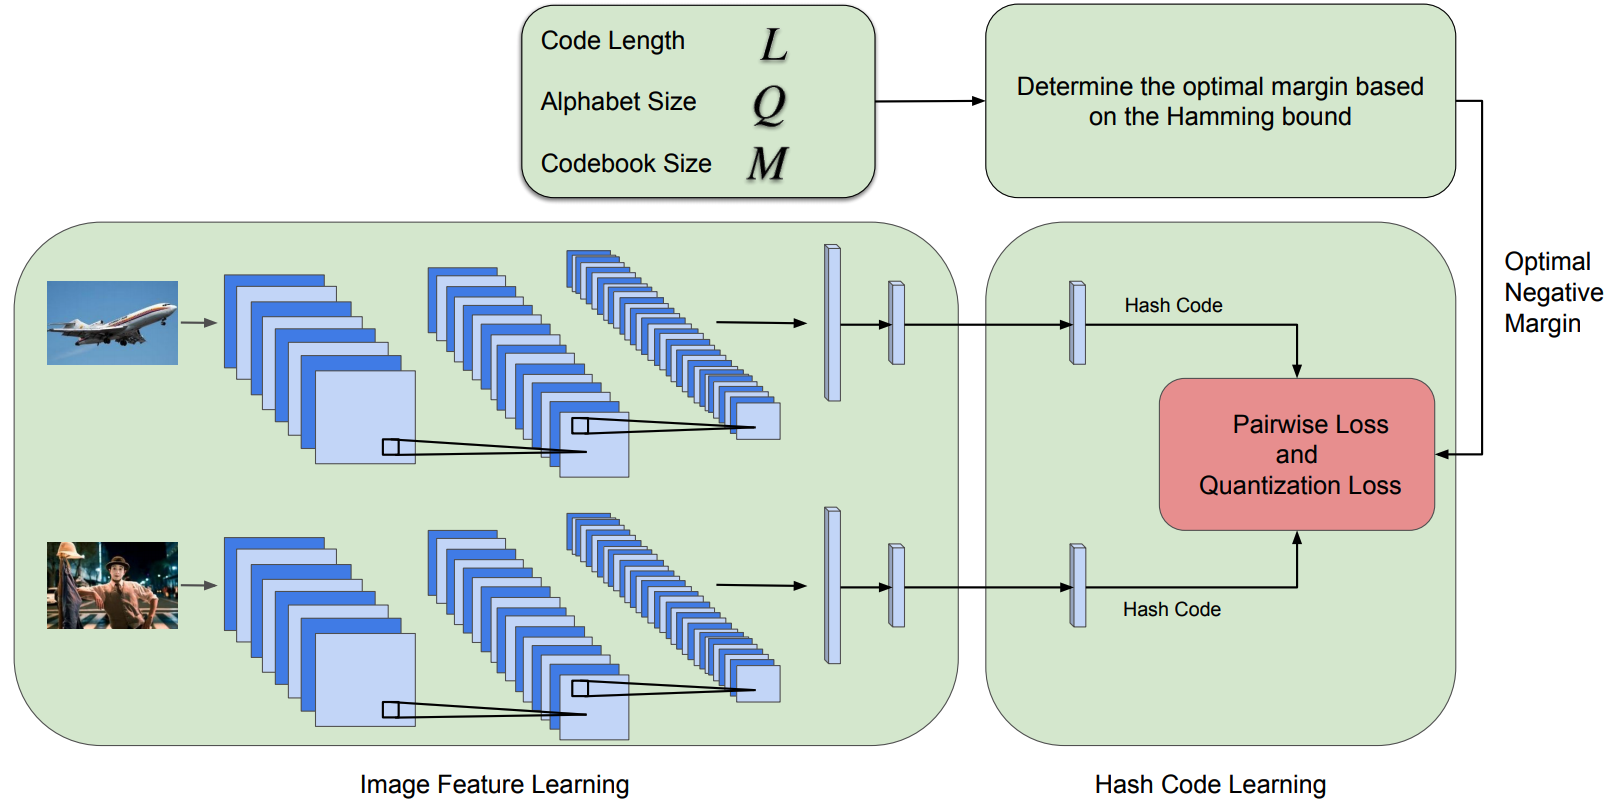 Code Length L
Alphabet Size Q
Codebook Size M
Determine the optimal margin based
on the Hamming bound
Optimal
Negative
Margin
Hash Code
Pairwise Loss
and
Quantization Loss
Hash Code
Image Feature Learning
Hash Code Learning